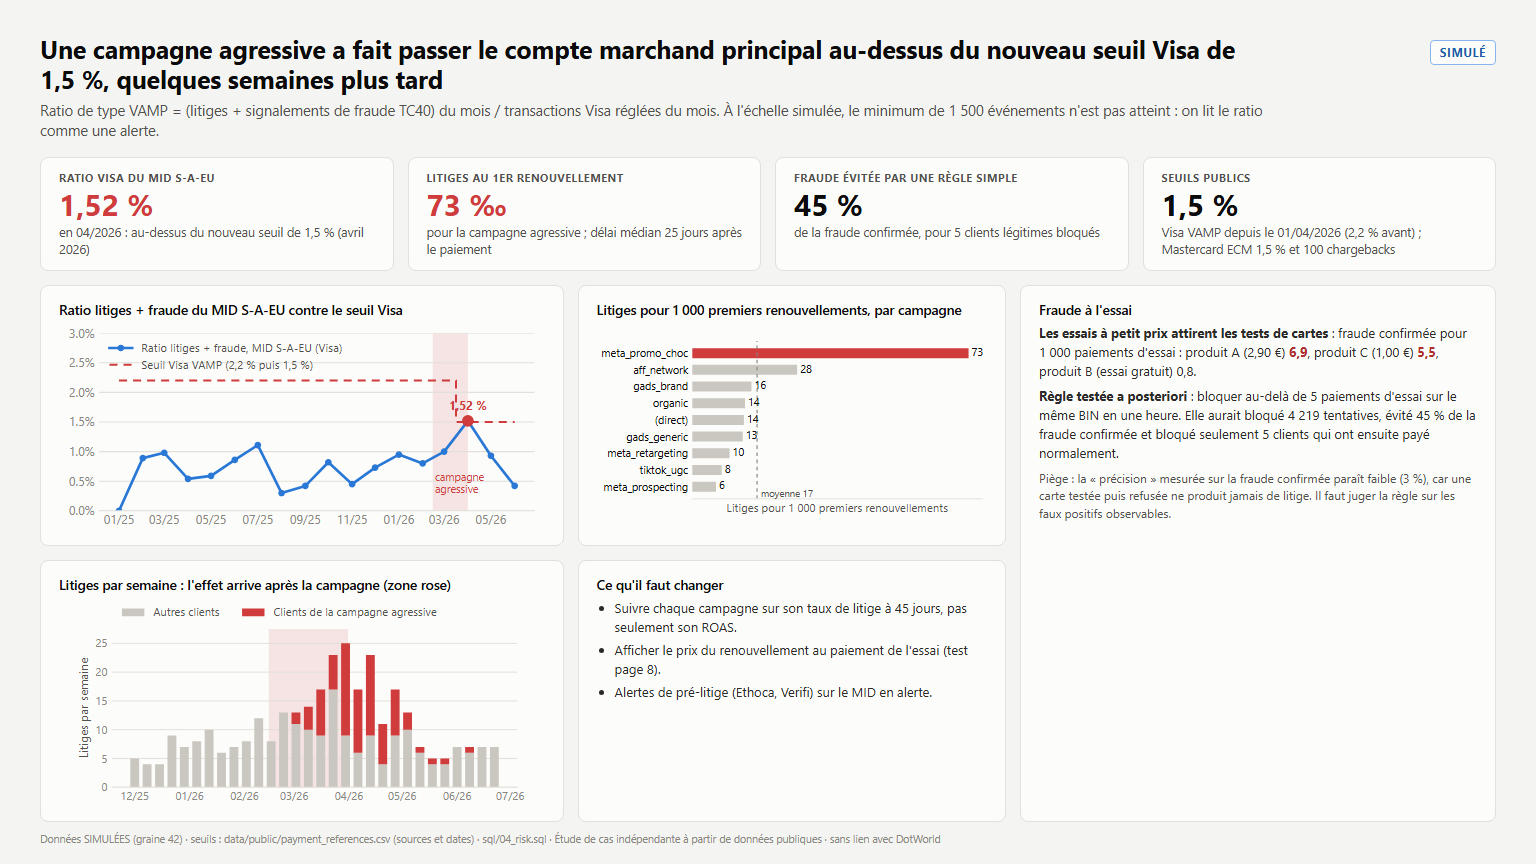 Une campagne agressive a fait passer le compte marchand principal au-dessus du nouveau seuil Visa de
1,5 %, quelques semaines plus tard
SIMULÉ
Ratio de type VAMP = (litiges + signalements de fraude TC40) du mois / transactions Visa réglées du mois. À l'échelle simulée, le minimum de 1 500 événements n'est pas atteint : on lit le ratio
comme une alerte.
RATIO VISA DU MID S-A-EU
1,52 %
en 04/2026 : au-dessus du nouveau seuil de 1,5 % (avril
2026)
LITIGES AU 1ER RENOUVELLEMENT
73 ‰
pour la campagne agressive ; délai médian 25 jours après
le paiement
FRAUDE ÉVITÉE PAR UNE RÈGLE SIMPLE
45 %
de la fraude confirmée, pour 5 clients légitimes bloqués
SEUILS PUBLICS
1,5 %
Visa VAMP depuis le 01/04/2026 (2,2 % avant) ;
Mastercard ECM 1,5 % et 100 chargebacks
Ratio litiges + fraude du MID S-A-EU contre le seuil Visa
3.0%
2.5%
2.0%
1.5%
1.0%
0.5%
0.0%
Ratio litiges + fraude, MID S-A-EU (Visa)
Seuil Visa VAMP (2,2 % puis 1,5 %)
1,52 %
campagne
agressive
01/25 03/25 05/25 07/25 09/25 11/25 01/26 03/26 05/26
Litiges pour 1 000 premiers renouvellements, par campagne
meta_promo_choc 73
aff_network 28
gads_brand 16
organic 14
(direct) 14
gads_generic 13
meta_retargeting 10
tiktok_ugc 8
meta_prospecting 6
moyenne 17
Litiges pour 1 000 premiers renouvellements
Fraude à l'essai
Les essais à petit prix attirent les tests de cartes : fraude confirmée pour
1 000 paiements d'essai : produit A (2,90 €) 6,9, produit C (1,00 €) 5,5,
produit B (essai gratuit) 0,8.
Règle testée a posteriori : bloquer au-delà de 5 paiements d'essai sur le
même BIN en une heure. Elle aurait bloqué 4 219 tentatives, évité 45 % de la
fraude confirmée et bloqué seulement 5 clients qui ont ensuite payé
normalement.
Piège : la « précision » mesurée sur la fraude confirmée paraît faible (3 %), car une
carte testée puis refusée ne produit jamais de litige. Il faut juger la règle sur les
faux positifs observables.
Litiges par semaine : l'effet arrive après la campagne (zone rose)
Autres clients
Clients de la campagne agressive
Litiges par semaine
25
20
15
10
5
0
12/25 01/26 02/26 03/26 04/26 05/26 06/26 07/26
Ce qu'il faut changer
• Suivre chaque campagne sur son taux de litige à 45 jours, pas
seulement son ROAS.
• Afficher le prix du renouvellement au paiement de l'essai (test
page 8).
• Alertes de pré-litige (Ethoca, Verifi) sur le MID en alerte.
Données SIMULÉES (graine 42) · seuils : data/public/payment_references.csv (sources et dates) · sql/04_risk.sql · Étude de cas indépendante à partir de données publiques · sans lien avec DotWorld